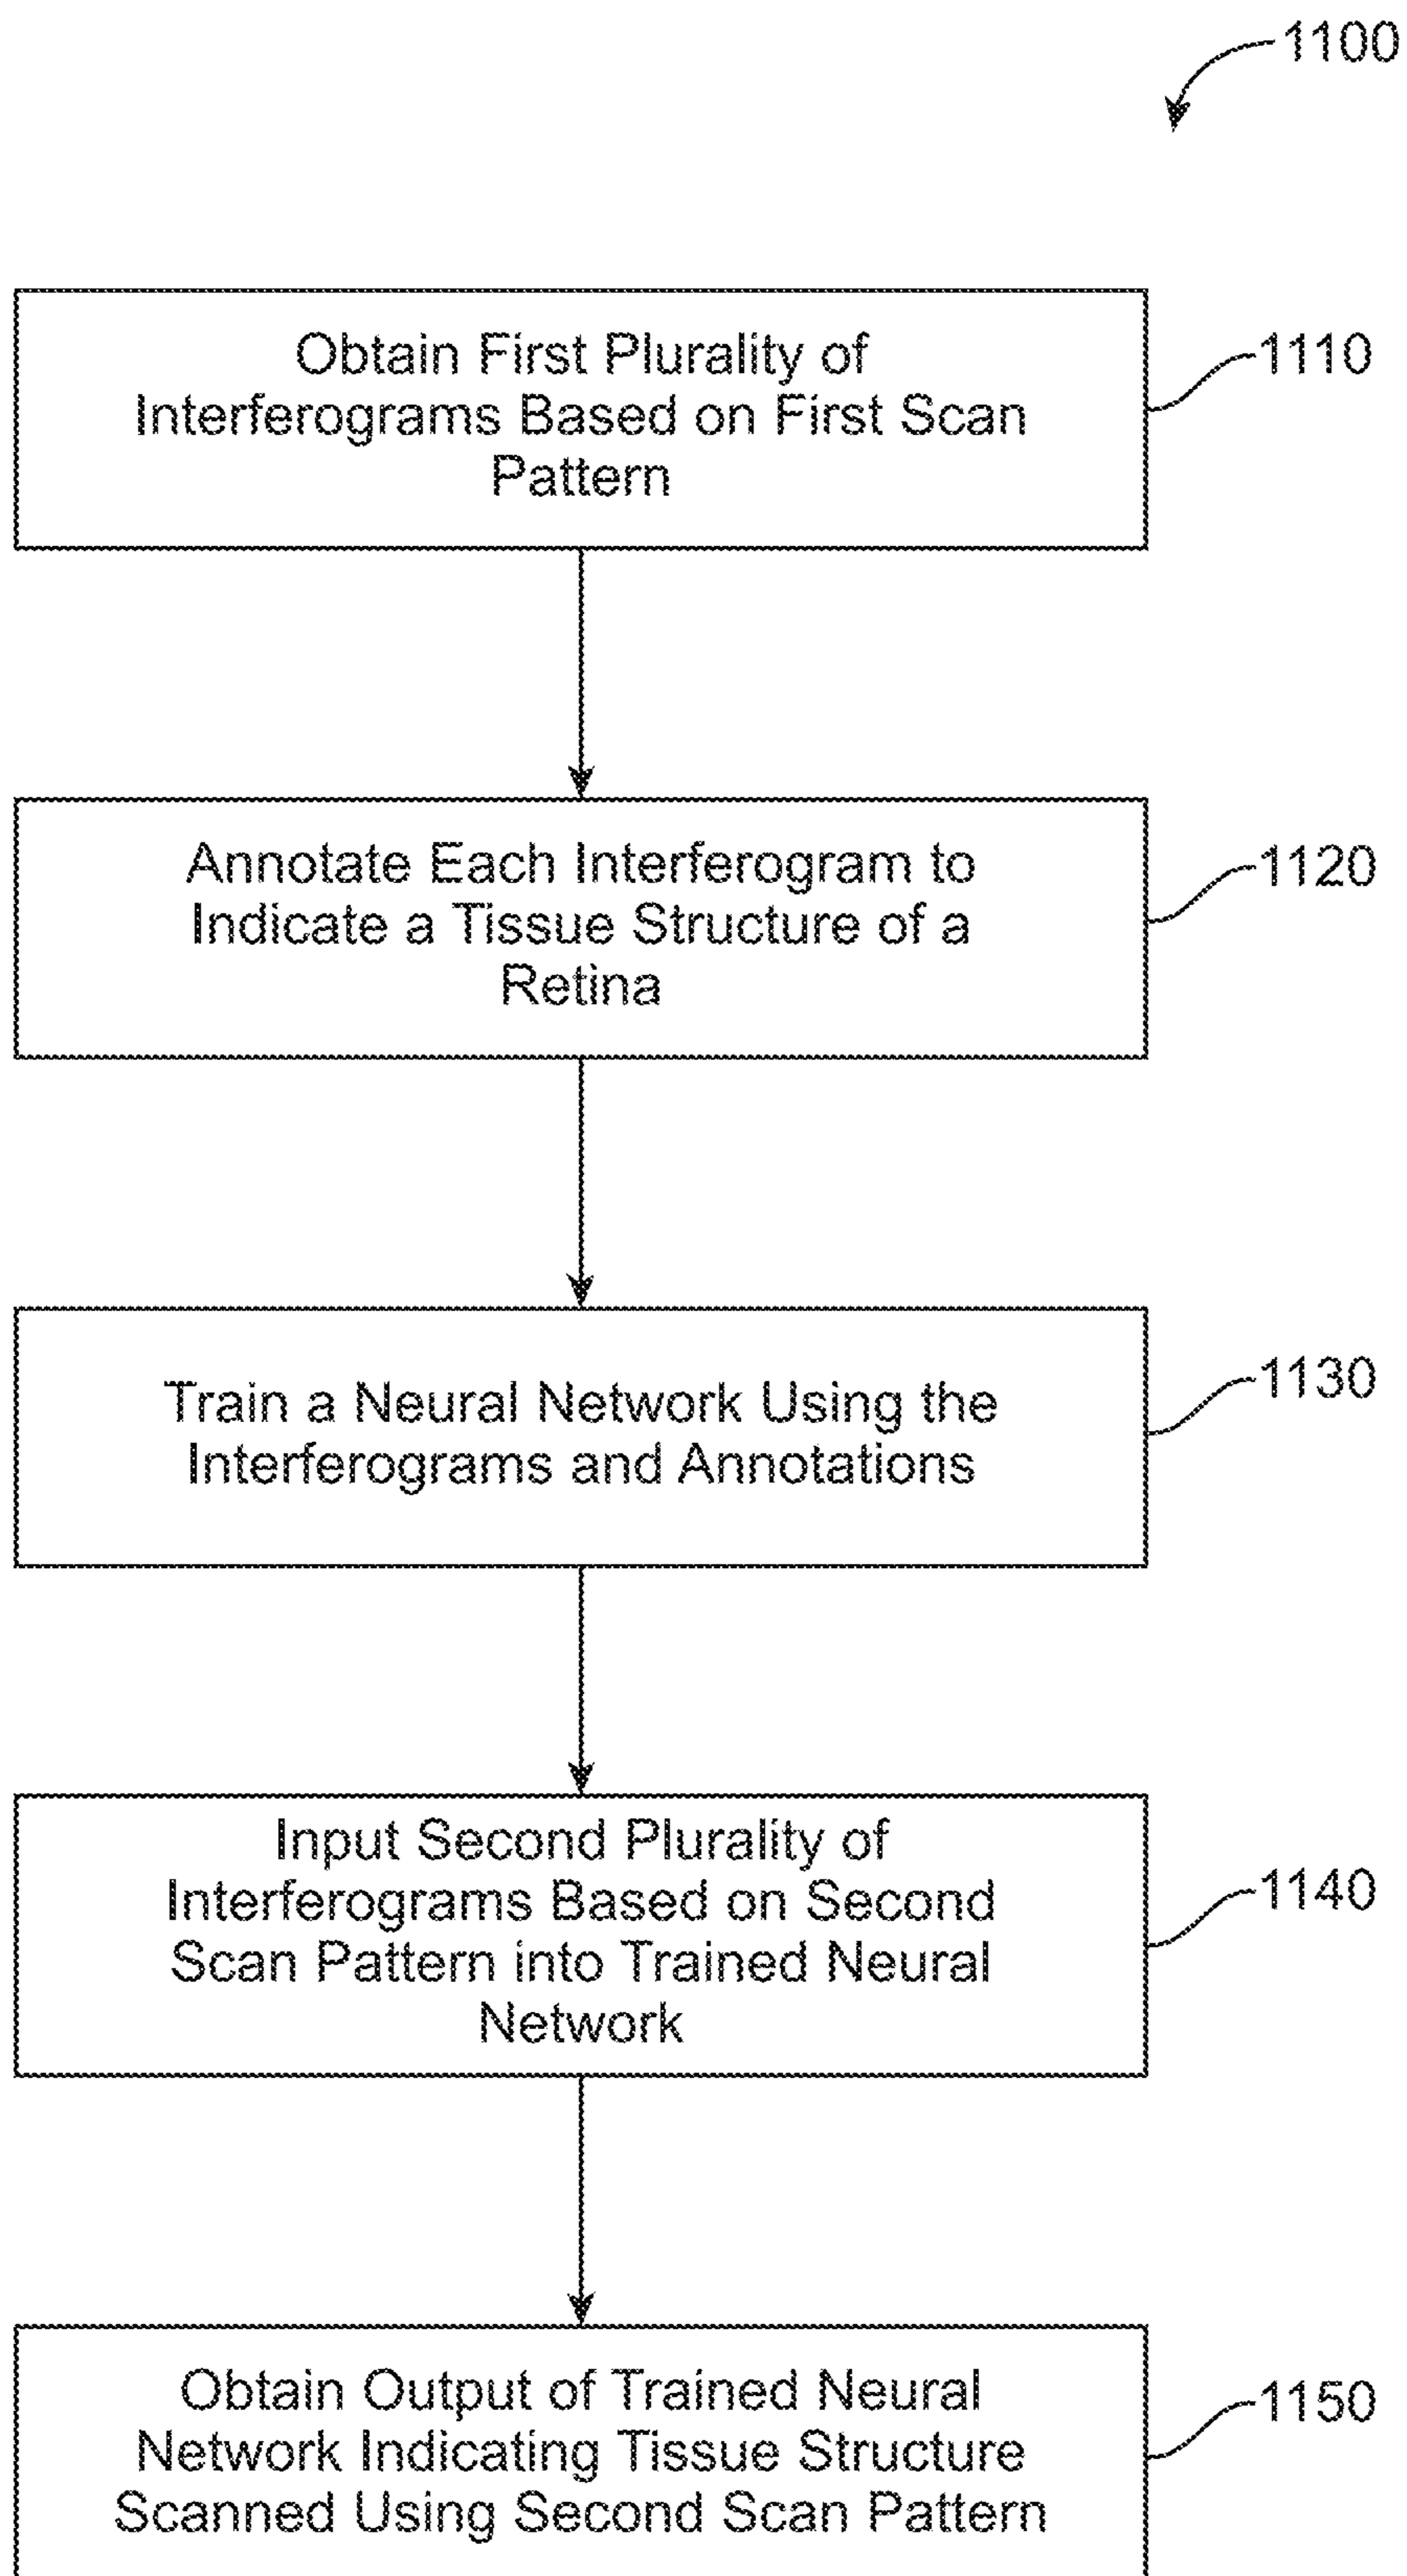 1100
Obtain First Plurality of
Interferograms Based on First Scan
Pattern
1110
Annotate Each Interferogram to
Indicate a Tissue Structure of a
Retina
1120
Train a Neural Network Using the
Interferograms and Annotations
1130
Input Second Plurality of
Interferograms Based on Second
Scan Pattern into Trained Neural
Network
1140
Obtain Output of Trained Neural
Network Indicating Tissue Structure
Scanned Using Second Scan Pattern
1150